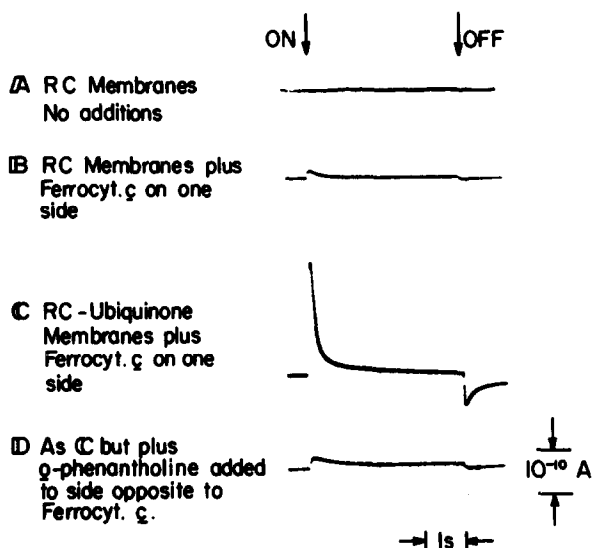 ON OFF
A RC Membranes
No additions
B RC Membranes plus
Ferrocyt. c on one
side
C RC-Ubiquinone
Membranes plus
Ferrocyt. c on one
side
D As C but plus
o-phenantholine added
to side opposite to
Ferrocyt. c.
10⁻¹⁰ A
1s